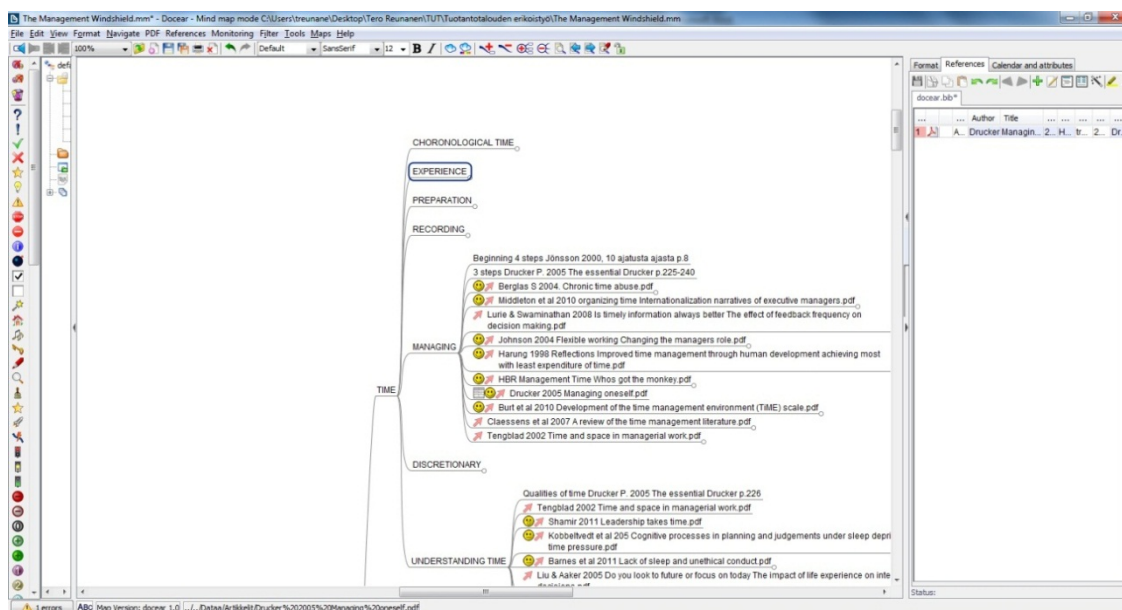 The Management Windshield.mm* - Docear - Mind map mode C:\Users\treunane\Desktop\Tero Reunanen\TUT\Tuotantotalouden erikoistyö\The Management Windshield.mm
File Edit View Format Navigate PDF References Monitoring Filter Tools Maps Help
100% Default SansSerif 12 B I
Format References Calendar and attributes
docear.bib*
... ... Author Title ... ... ... ... ...
1 A... Drucker Managin... 2... H... tr... 2... Dr.
defa
CHORONOLOGICAL TIME
EXPERIENCE
PREPARATION
RECORDING
Beginning 4 steps Jönsson 2000, 10 ajatusta ajasta p.8
3 steps Drucker P. 2005 The essential Drucker p.225-240
Berglas S 2004. Chronic time abuse.pdf
Middleton et al 2010 organizing time Internationalization narratives of executive managers.pdf
Lurie & Swaminathan 2008 Is timely information always better The effect of feedback frequency on
decision making.pdf
Johnson 2004 Flexible working Changing the managers role.pdf
MANAGING
Harung 1998 Reflections Improved time management through human development achieving most
with least expenditure of time.pdf
HBR Management Time Whos got the monkey.pdf
TIME
Drucker 2005 Managing oneself.pdf
Burt et al 2010 Development of the time management environment (TiME) scale.pdf
Claessens et al 2007 A review of the time management literature.pdf
Tengblad 2002 Time and space in managerial work.pdf
DISCRETIONARY
Qualities of time Drucker P. 2005 The essential Drucker p.226
Tengblad 2002 Time and space in managerial work.pdf
Shamir 2011 Leadership takes time.pdf
Kobbeltvedt et al 205 Cognitive processes in planning and judgements under sleep depri
time pressure.pdf
UNDERSTANDING TIME
Barnes et al 2011 Lack of sleep and unethical conduct.pdf
Liu & Aaker 2005 Do you look to future or focus on today The impact of life experience on inte
Status:
1 errors ABC Map Version: docear 1.0 ../../Dataa/Artikkelit/Drucker%202005%20Managing%20oneself.pdf